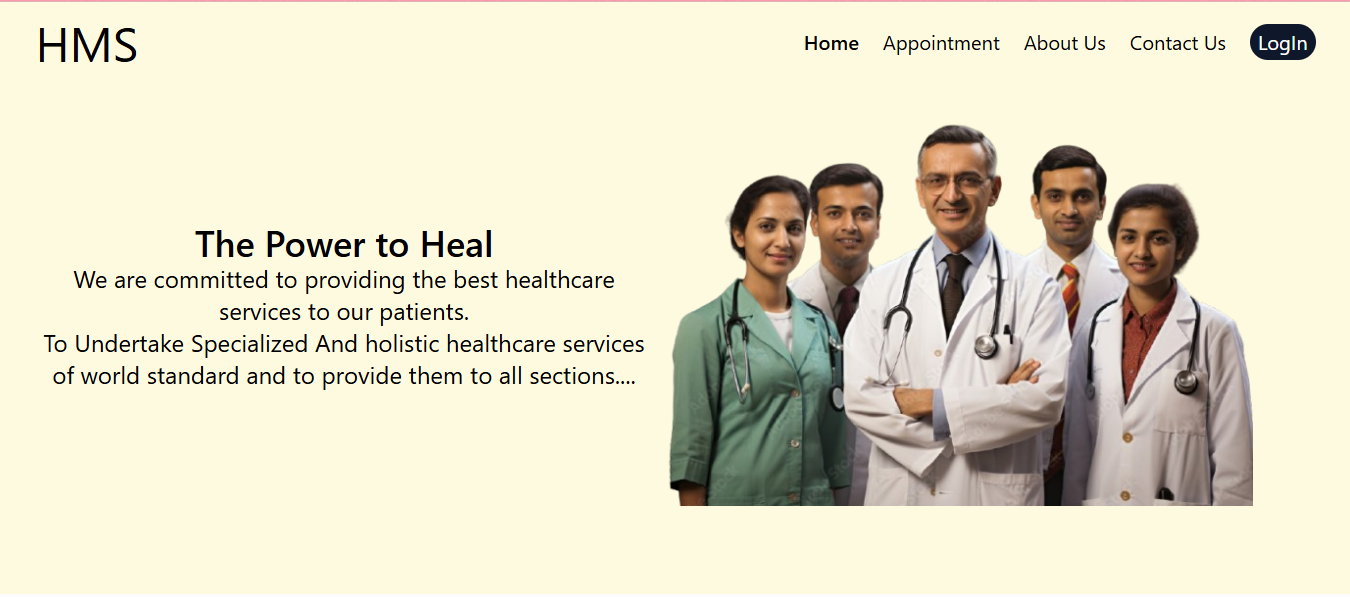 HMS
Home
Appointment
About Us
Contact Us
LogIn
The Power to Heal
We are committed to providing the best healthcare
services to our patients.
To Undertake Specialized And holistic healthcare services
of world standard and to provide them to all sections....